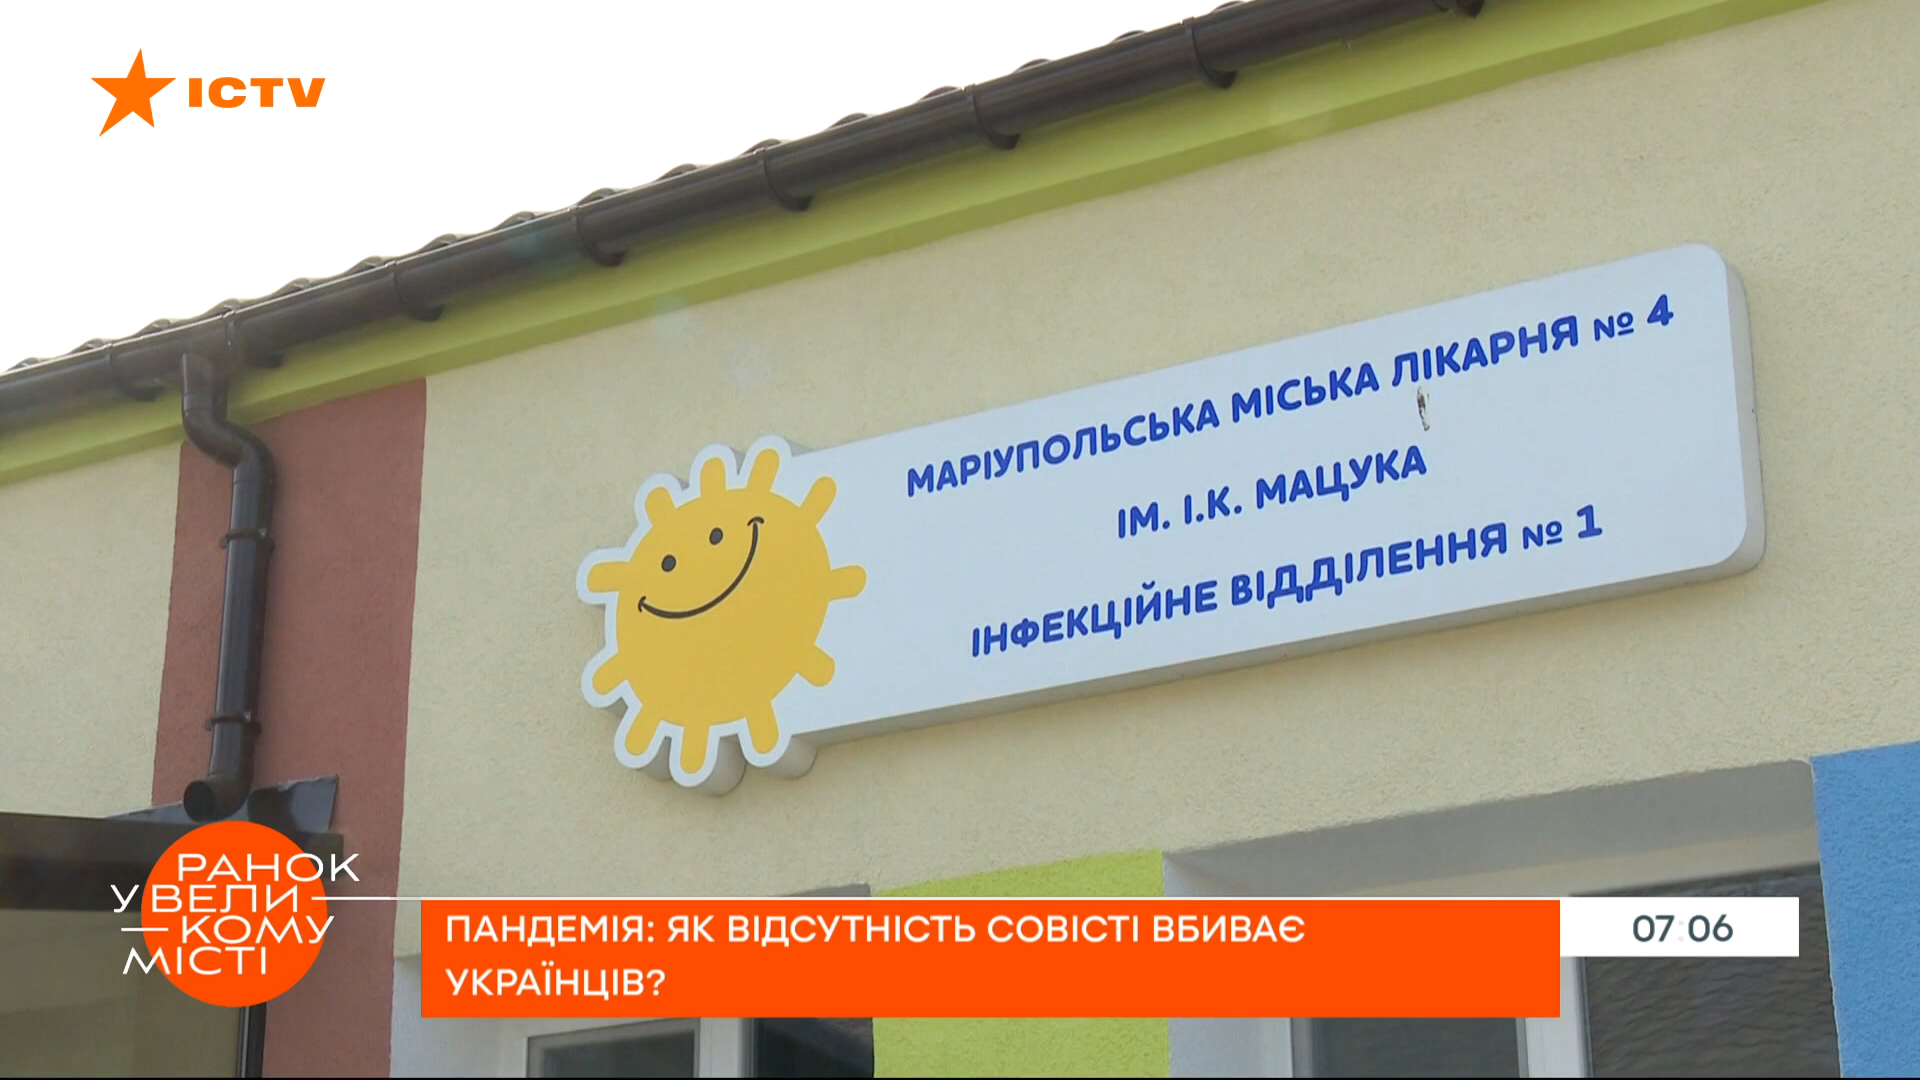 ICTV
МАРІУПОЛЬСЬКА МІСЬКА ЛІКАРНЯ № 4
ІМ. І.К. МАЦУКА
ІНФЕКЦІЙНЕ ВІДДІЛЕННЯ № 1
РАНОК
У ВЕЛИ
КОМУ
МІСТІ
ПАНДЕМІЯ: ЯК ВІДСУТНІСТЬ СОВІСТІ ВБИВАЄ
УКРАЇНЦІВ?
07:06